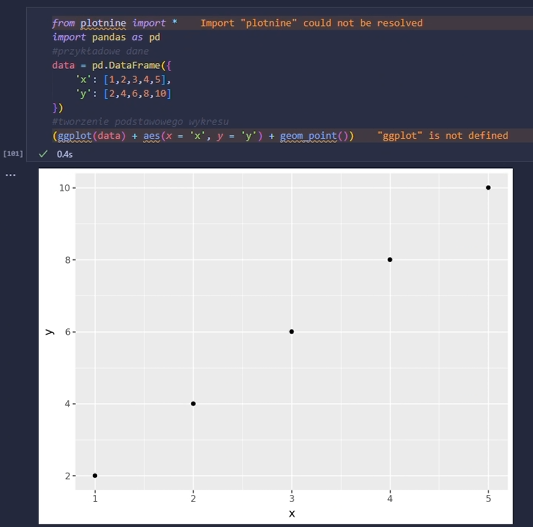 from plotnine import *    Import "plotnine" could not be resolved
import pandas as pd
#przykładowe dane
data = pd.DataFrame({
    'x': [1,2,3,4,5],
    'y': [2,4,6,8,10]
})
#tworzenie podstawowego wykresu
(ggplot(data) + aes(x = 'x', y = 'y') + geom_point())    "ggplot" is not defined
[101] ✓ 0.4s
...
10
8
6
4
2
y
1 2 3 4 5
x